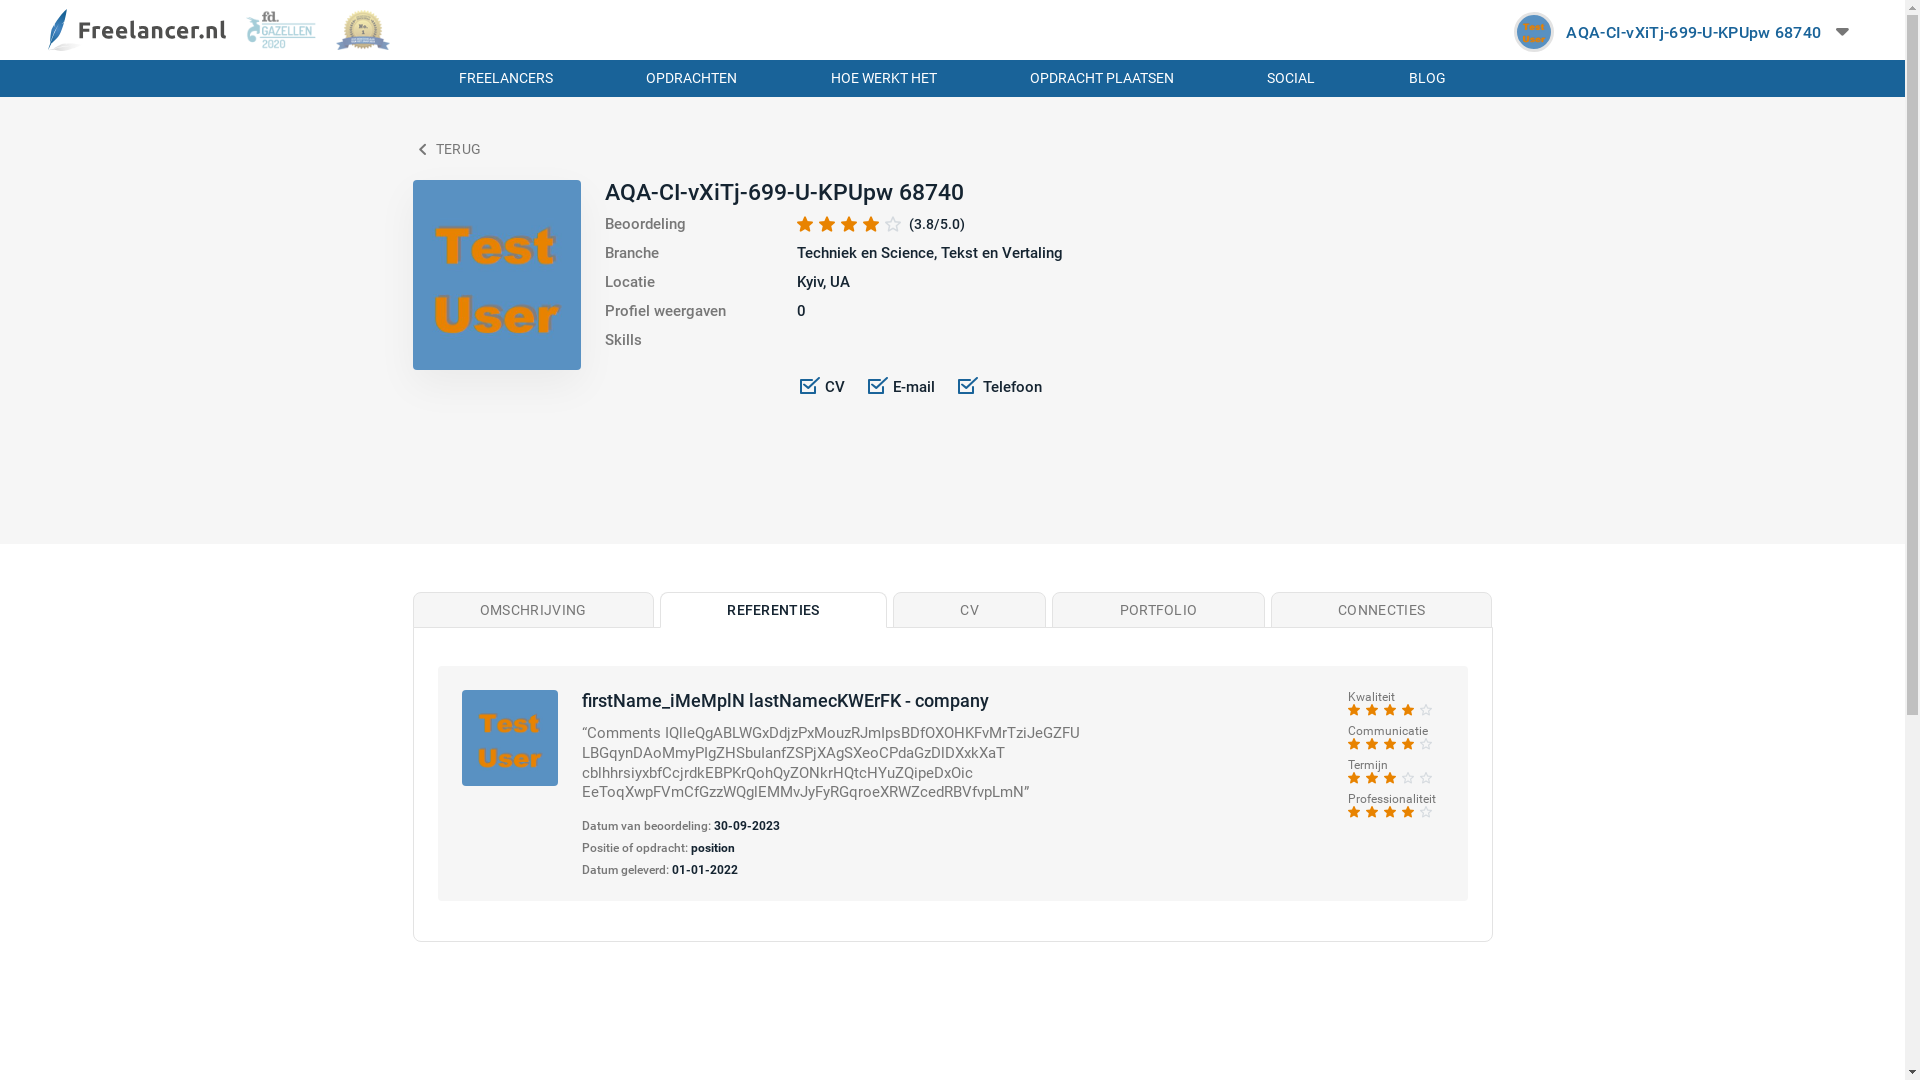 Freelancer.nl
fd.
GAZELLEN
2020
No.
1
AQA-CI-vXiTj-699-U-KPUpw 68740
FREELANCERS OPDRACHTEN HOE WERKT HET OPDRACHT PLAATSEN SOCIAL BLOG
TERUG
Test
User
AQA-CI-vXiTj-699-U-KPUpw 68740
Beoordeling (3.8/5.0)
Branche Techniek en Science, Tekst en Vertaling
Locatie Kyiv, UA
Profiel weergaven 0
Skills
CV E-mail Telefoon
OMSCHRIJVING REFERENTIES CV PORTFOLIO CONNECTIES
Test
User
firstName_iMeMplN lastNamecKWErFK - company
“Comments IQlIeQgABLWGxDdjzPxMouzRJmIpsBDfOXOHKFvMrTziJeGZFU
LBGqynDAoMmyPIgZHSbuIanfZSPjXAgSXeoCPdaGzDlDXxkXaT
cblhhrsiyxbfCcjrdkEBPKrQohQyZONkrHQtcHYuZQipeDxOic
EeToqXwpFVmCfGzzWQglEMMvJyFyRGqroeXRWZcedRBVfvpLmN”
Datum van beoordeling: 30-09-2023
Positie of opdracht: position
Datum geleverd: 01-01-2022
Kwaliteit
Communicatie
Termijn
Professionaliteit